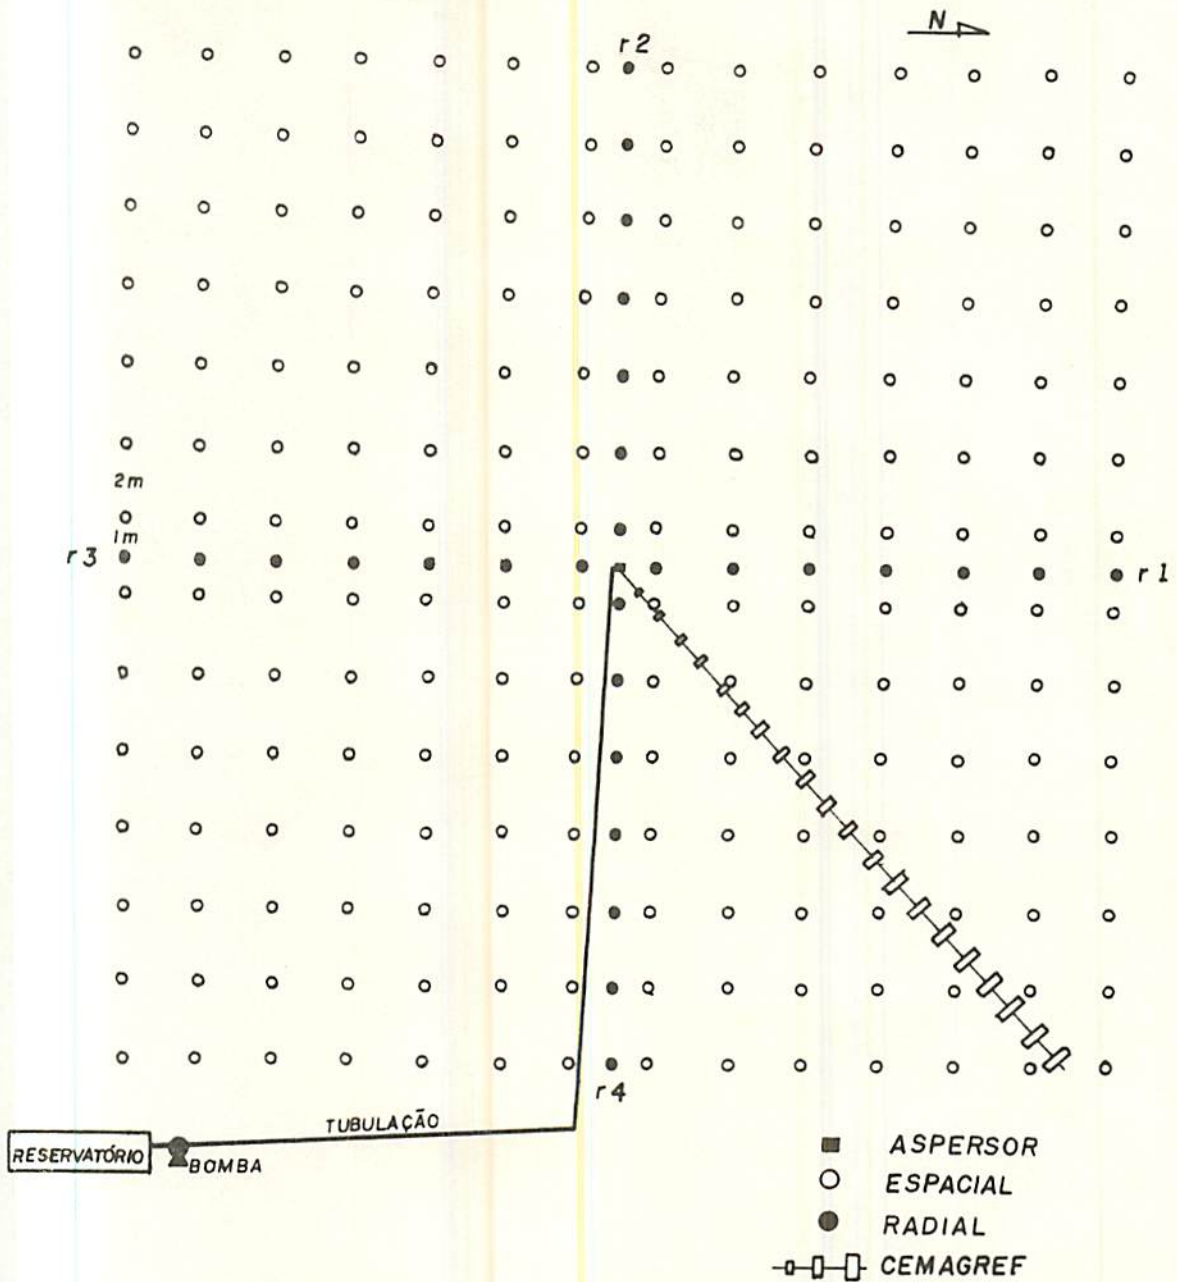 N
r2
2m
1m
r3
r1
r4
TUBULAÇÃO
RESERVATÓRIO
BOMBA
ASPERSOR
ESPACIAL
RADIAL
CEMAGREF